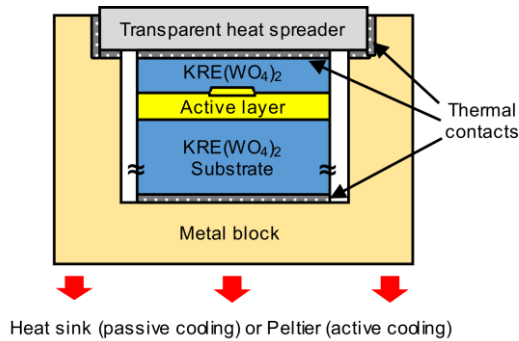 Transparent heat spreader
KRE(WO₄)₂
Active layer
KRE(WO₄)₂
Substrate
Thermal
contacts
Metal block
Heat sink (passive cooling) or Peltier (active cooling)